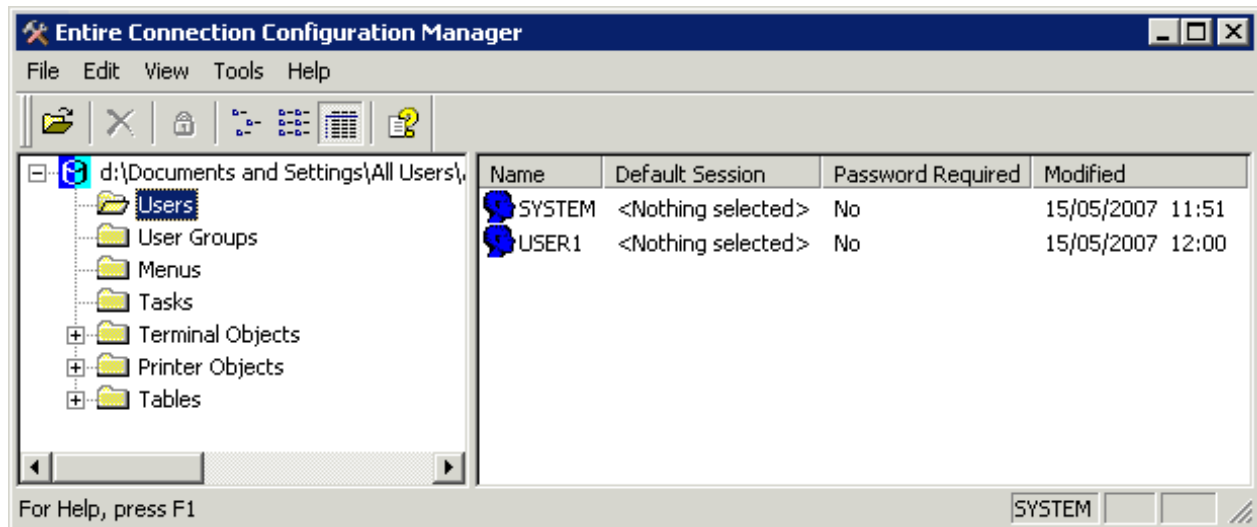 Entire Connection Configuration Manager
File Edit View Tools Help
d:\Documents and Settings\All Users\
Users
User Groups
Menus
Tasks
Terminal Objects
Printer Objects
Tables
Name Default Session Password Required Modified
SYSTEM <Nothing selected> No 15/05/2007 11:51
USER1 <Nothing selected> No 15/05/2007 12:00
For Help, press F1 SYSTEM